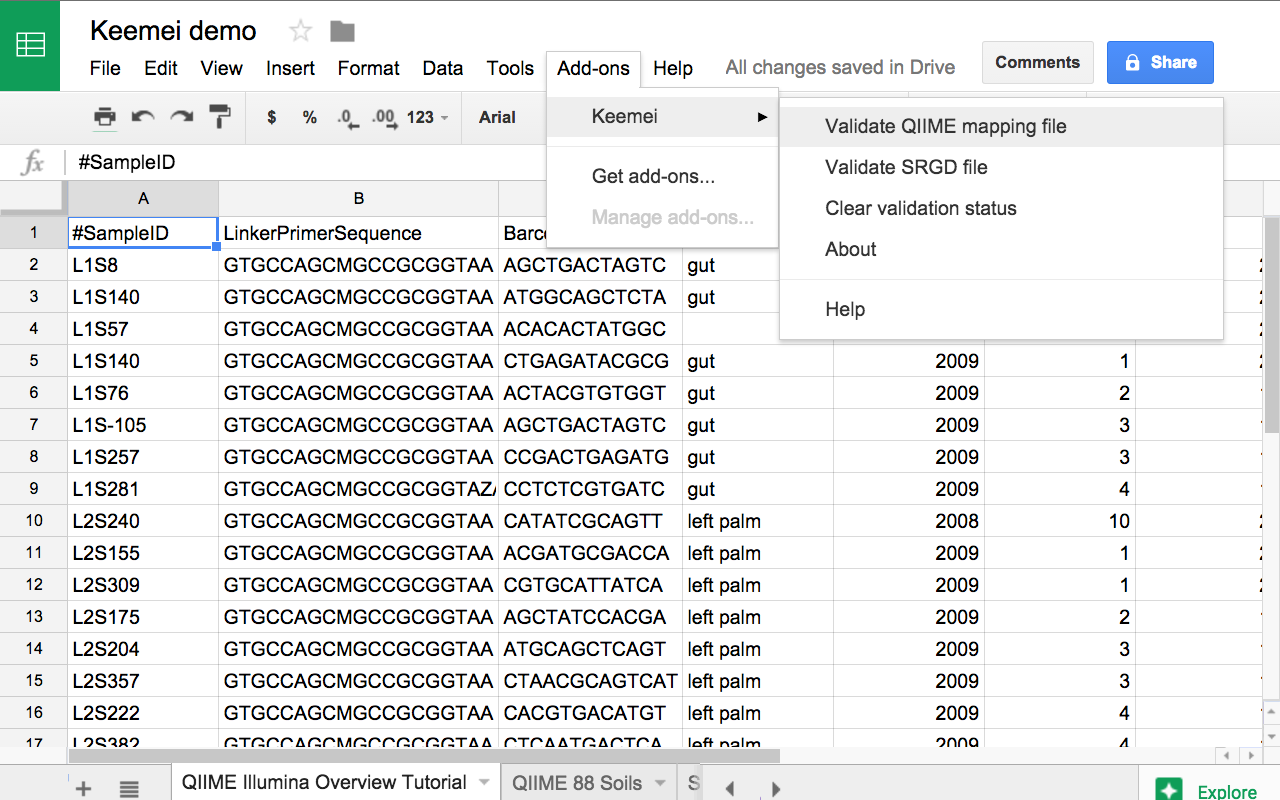 Keemei demo
File Edit View Insert Format Data Tools Add-ons Help All changes saved in Drive Comments Share
$ % .0 .00 123 Arial
Keemei
Validate QIIME mapping file
Validate SRGD file
Clear validation status
About
Help
Get add-ons...
Manage add-ons...
fx #SampleID
A B
1 #SampleID LinkerPrimerSequence
2 L1S8 GTGCCAGCMGCCGCGGTAA AGCTGACTAGTC gut
3 L1S140 GTGCCAGCMGCCGCGGTAA ATGGCAGCTCTA gut
4 L1S57 GTGCCAGCMGCCGCGGTAA ACACACTATGGC
5 L1S140 GTGCCAGCMGCCGCGGTAA CTGAGATACGCG gut 2009 1
6 L1S76 GTGCCAGCMGCCGCGGTAA ACTACGTGTGGT gut 2009 2
7 L1S-105 GTGCCAGCMGCCGCGGTAA AGCTGACTAGTC gut 2009 3
8 L1S257 GTGCCAGCMGCCGCGGTAA CCGACTGAGATG gut 2009 3
9 L1S281 GTGCCAGCMGCCGCGGTAZA CCTCTCGTGATC gut 2009 4
10 L2S240 GTGCCAGCMGCCGCGGTAA CATATCGCAGTT left palm 2008 10
11 L2S155 GTGCCAGCMGCCGCGGTAA ACGATGCGACCA left palm 2009 1
12 L2S309 GTGCCAGCMGCCGCGGTAA CGTGCATTATCA left palm 2009 1
13 L2S175 GTGCCAGCMGCCGCGGTAA AGCTATCCACGA left palm 2009 2
14 L2S204 GTGCCAGCMGCCGCGGTAA ATGCAGCTCAGT left palm 2009 3
15 L2S357 GTGCCAGCMGCCGCGGTAA CTAACGCAGTCAT left palm 2009 3
16 L2S222 GTGCCAGCMGCCGCGGTAA CACGTGACATGT left palm 2009 4
17 L2S382 GTGCCAGCMGCCGCGGTAA CTCAATGACTCA left palm 2009 4
QIIME Illumina Overview Tutorial QIIME 88 Soils S Explore